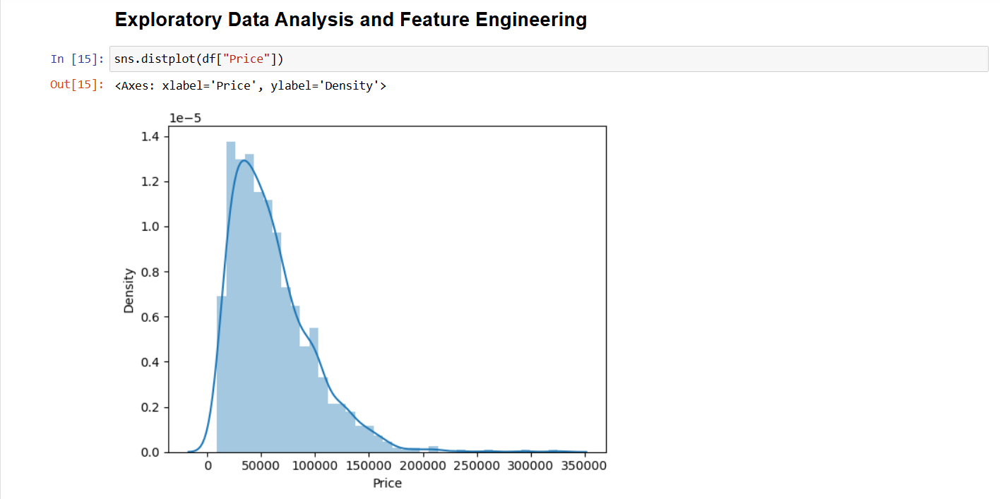 Exploratory Data Analysis and Feature Engineering
In [15]: sns.distplot(df["Price"])
Out[15]: <Axes: xlabel='Price', ylabel='Density'>
1e−5
1.4
1.2
1.0
0.8
0.6
0.4
0.2
0.0
Density
0 50000 100000 150000 200000 250000 300000 350000
Price